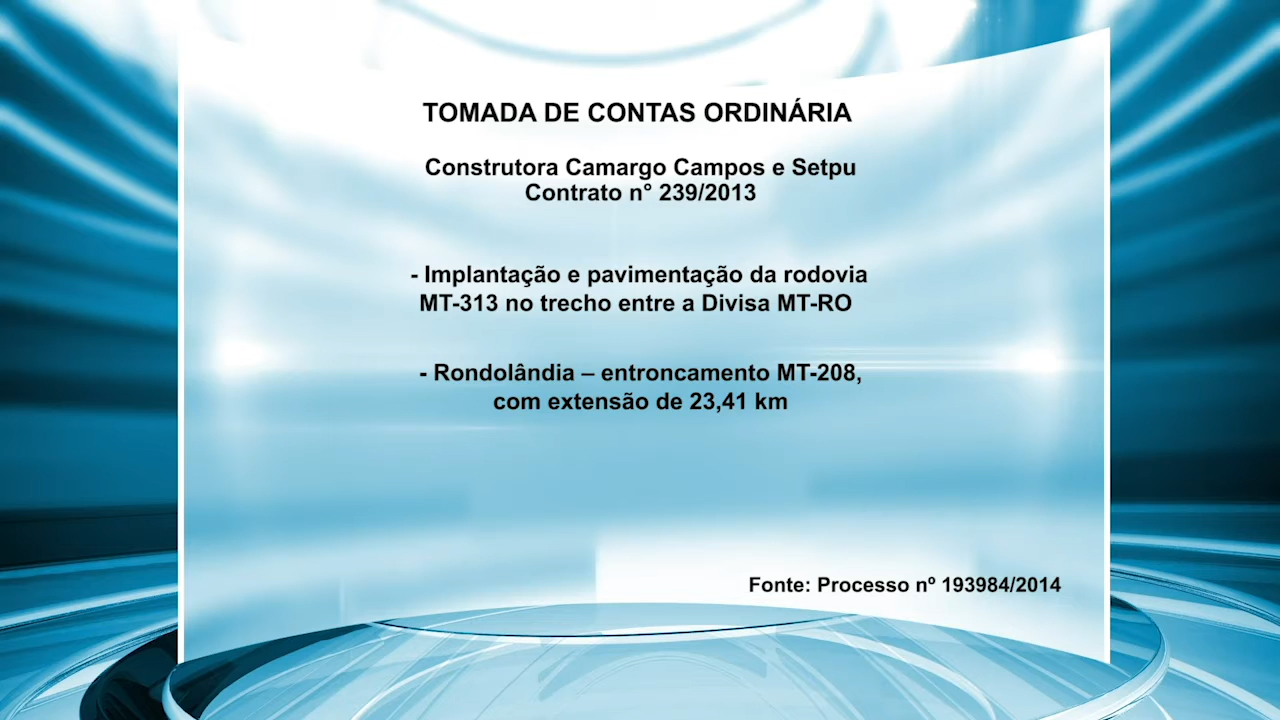 TOMADA DE CONTAS ORDINÁRIA
Construtora Camargo Campos e Setpu
Contrato n° 239/2013
- Implantação e pavimentação da rodovia
MT-313 no trecho entre a Divisa MT-RO
- Rondolândia – entroncamento MT-208,
com extensão de 23,41 km
Fonte: Processo nº 193984/2014